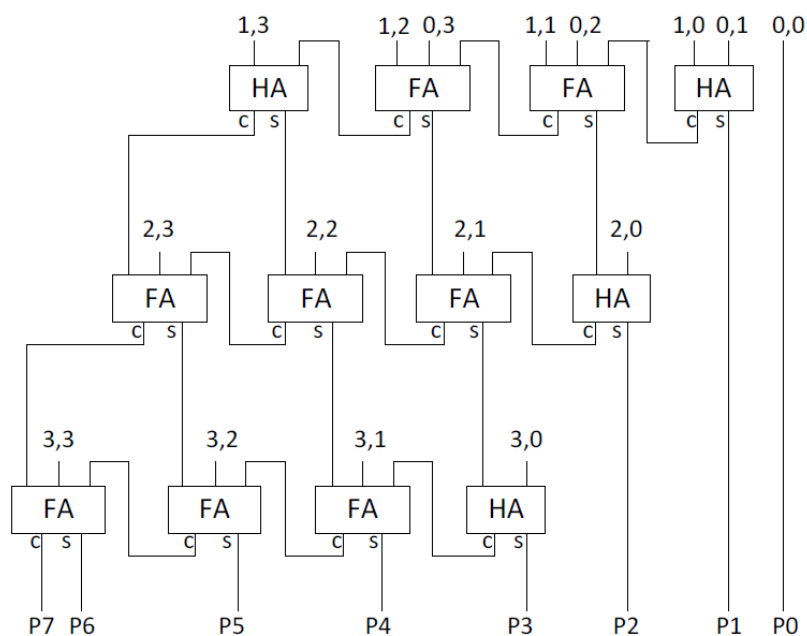 1,3 1,2 0,3 1,1 0,2 1,0 0,1 0,0
HA FA FA HA
c s c s c s c s
2,3 2,2 2,1 2,0
FA FA FA HA
c s c s c s c s
3,3 3,2 3,1 3,0
FA FA FA HA
c s c s c s c s
P7 P6 P5 P4 P3 P2 P1 P0